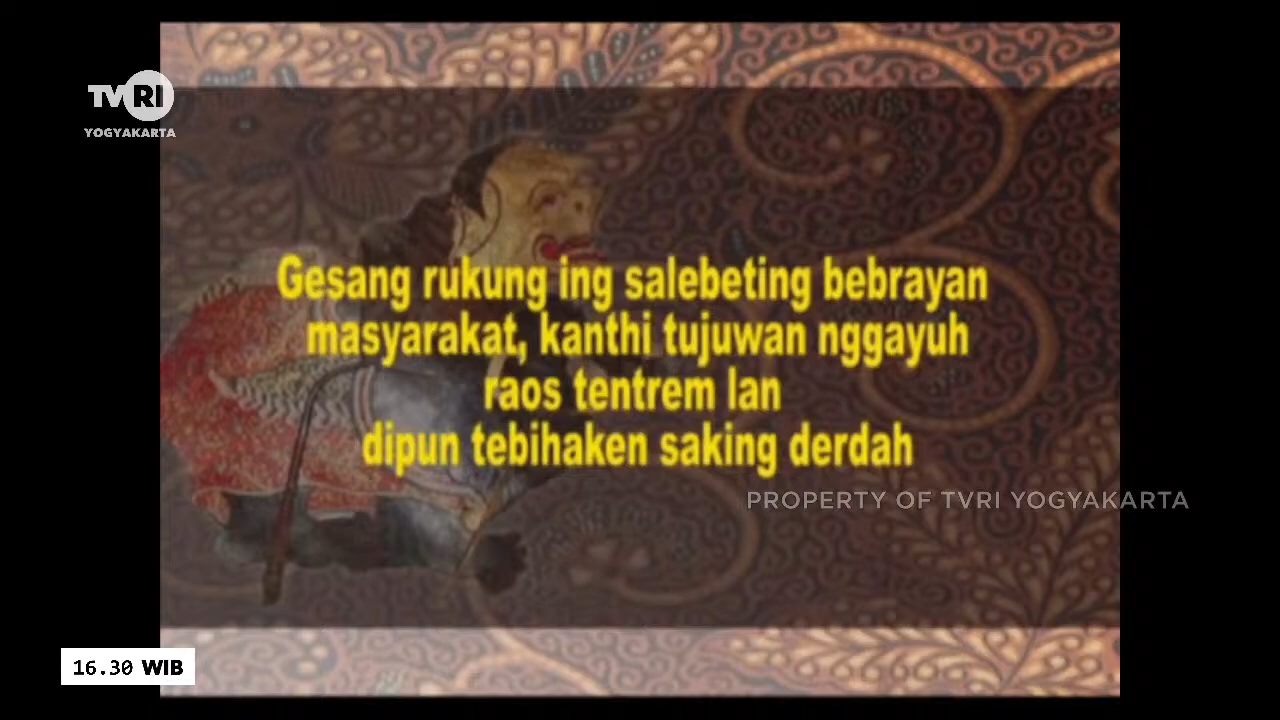 TVRI
YOGYAKARTA
Gesang rukung ing salebeting bebrayan
masyarakat, kanthi tujuwan nggayuh
raos tentrem lan
dipun tebihaken saking derdah
PROPERTY OF TVRI YOGYAKARTA
16.30 WIB